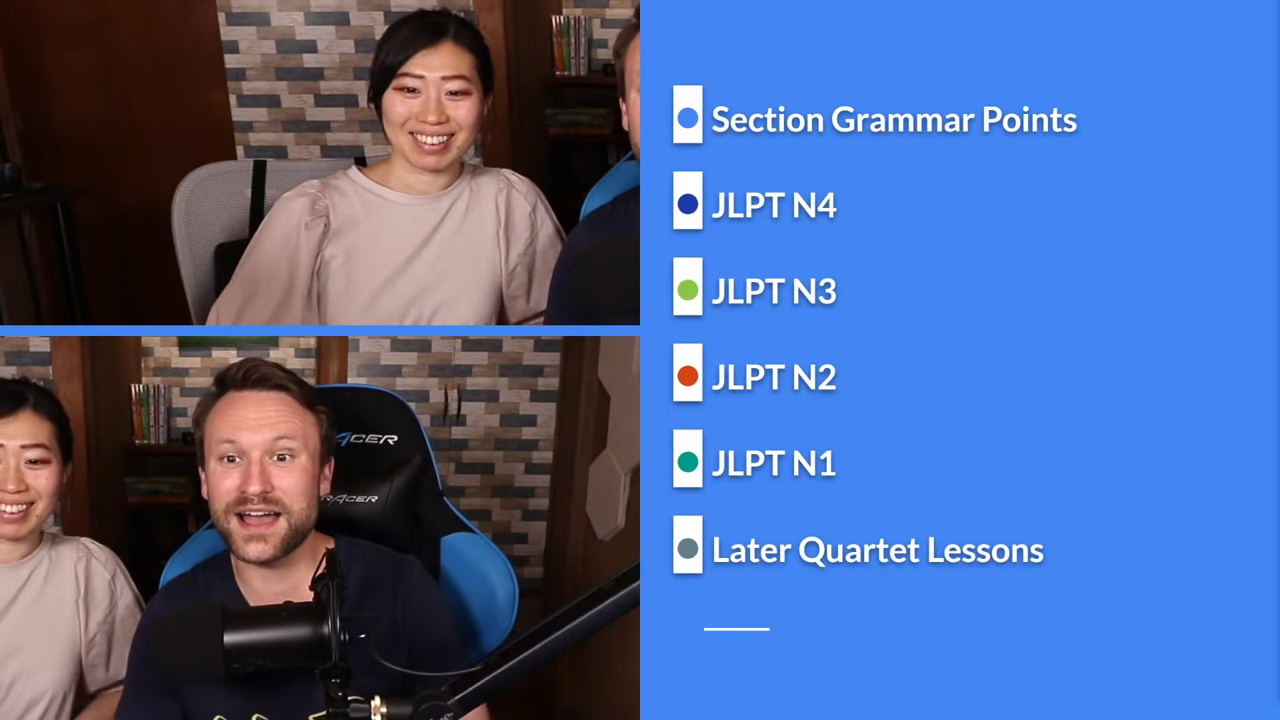 Section Grammar Points
JLPT N4
JLPT N3
JLPT N2
JLPT N1
Later Quartet Lessons